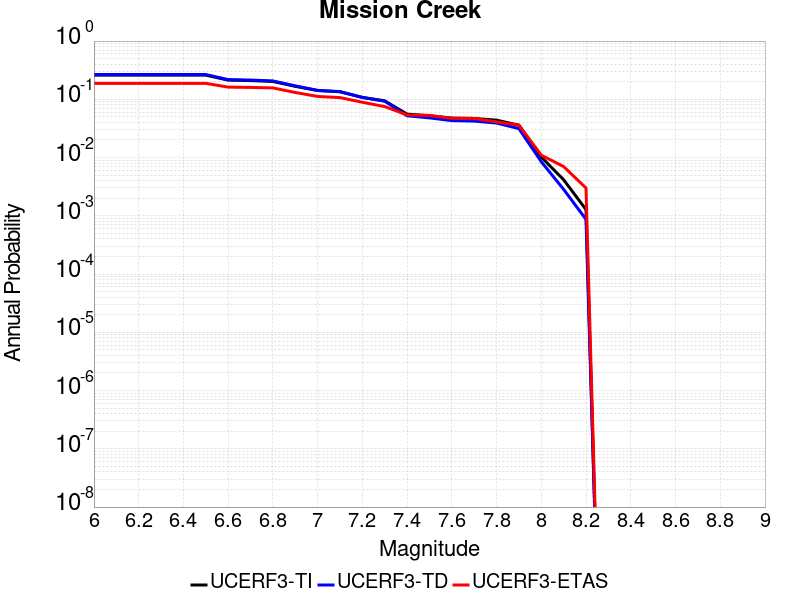 Mission Creek
10^0
10^-1
10^-2
10^-3
10^-4
10^-5
10^-6
10^-7
10^-8
Annual Probability
6 6.2 6.4 6.6 6.8 7 7.2 7.4 7.6 7.8 8 8.2 8.4 8.6 8.8 9
Magnitude
UCERF3-TI UCERF3-TD UCERF3-ETAS